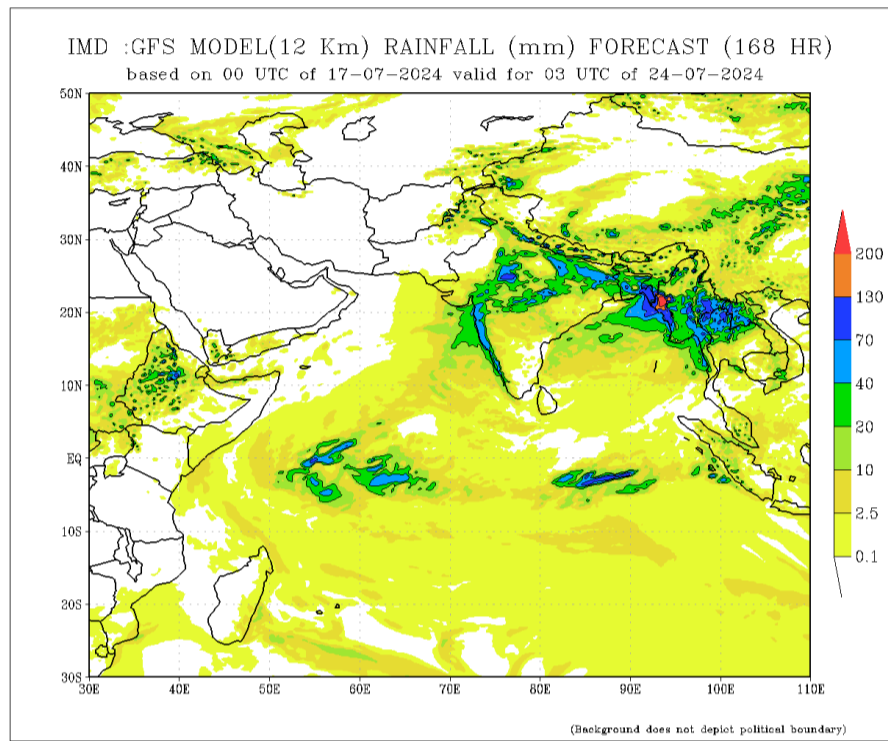 IMD :GFS MODEL(12 Km) RAINFALL (mm) FORECAST (168 HR)
based on 00 UTC of 17-07-2024 valid for 03 UTC of 24-07-2024
50N
40N
30N
20N
10N
EQ
10S
20S
30S
30E 40E 50E 60E 70E 80E 90E 100E 110E
200
130
70
40
20
10
2.5
0.1
(Background does not depict political boundary)